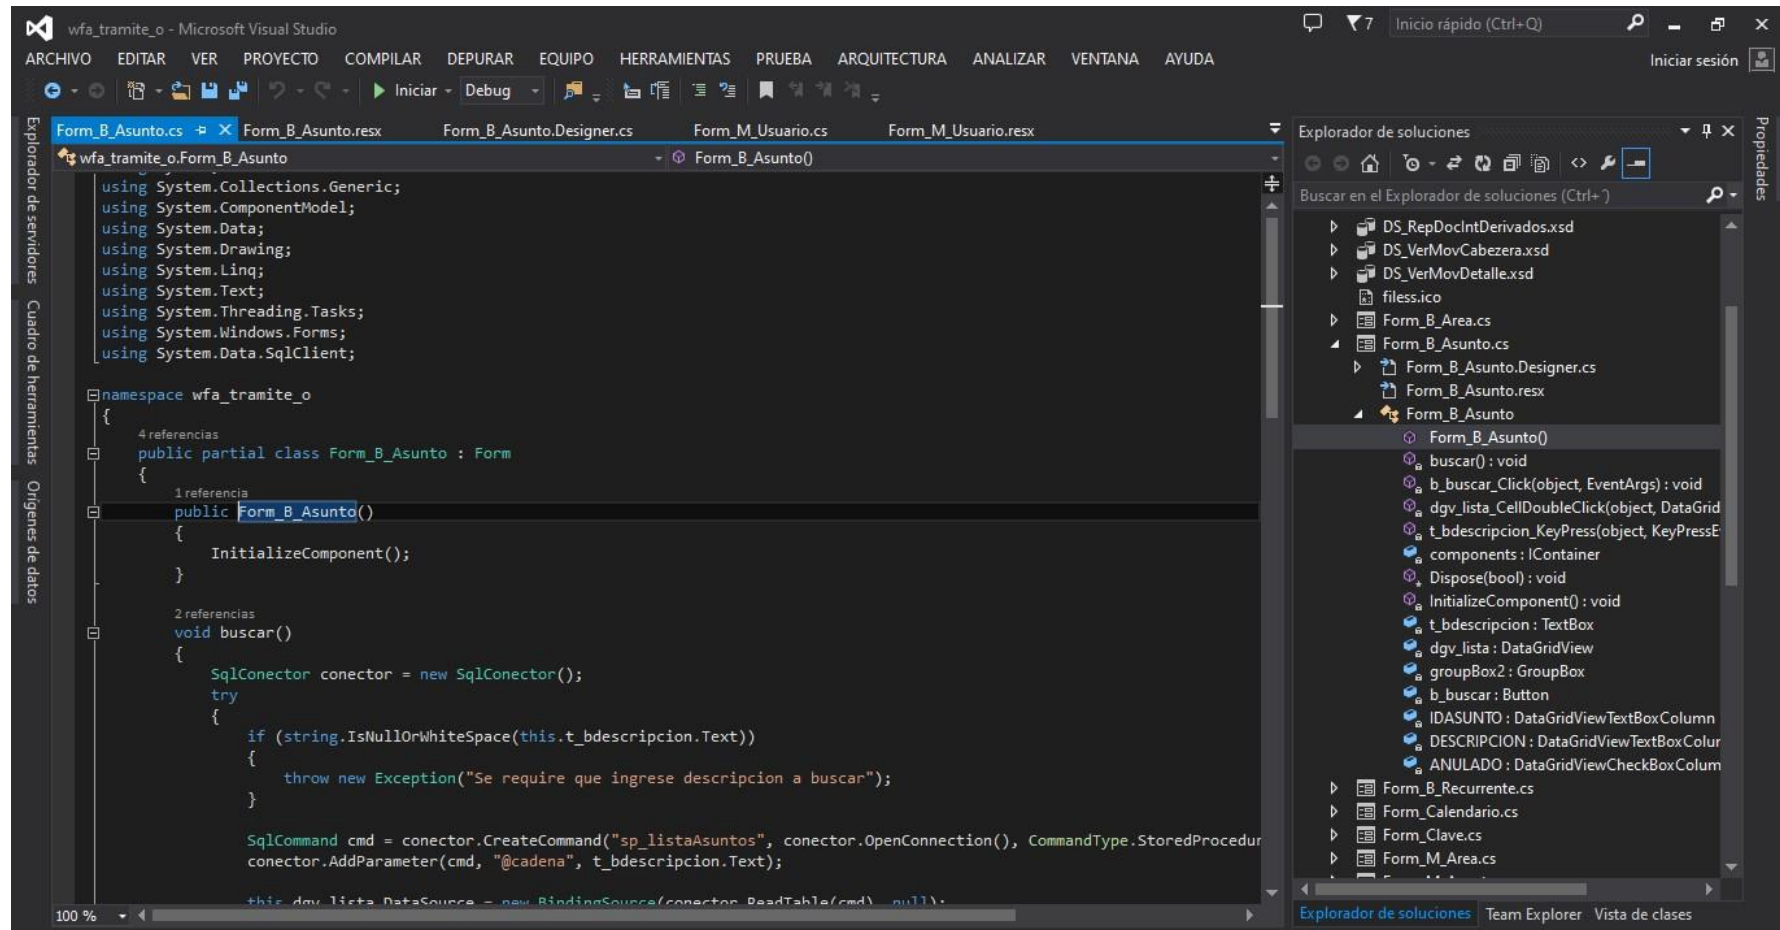 wfa_tramite_o - Microsoft Visual Studio
7
Inicio rápido (Ctrl+Q)
ARCHIVO EDITAR VER PROYECTO COMPILAR DEPURAR EQUIPO HERRAMIENTAS PRUEBA ARQUITECTURA ANALIZAR VENTANA AYUDA
Iniciar sesión
Iniciar Debug
Explorador de servidores
Cuadro de herramientas
Orígenes de datos
Form_B_Asunto.cs Form_B_Asunto.resx Form_B_Asunto.Designer.cs Form_M_Usuario.cs Form_M_Usuario.resx
wfa_tramite_o.Form_B_Asunto Form_B_Asunto()
using System.Collections.Generic;
using System.ComponentModel;
using System.Data;
using System.Drawing;
using System.Linq;
using System.Text;
using System.Threading.Tasks;
using System.Windows.Forms;
using System.Data.SqlClient;
namespace wfa_tramite_o
{
4 referencias
public partial class Form_B_Asunto : Form
{
1 referencia
public Form_B_Asunto()
{
InitializeComponent();
}
2 referencias
void buscar()
{
SqlConector conector = new SqlConector();
try
{
if (string.IsNullOrWhiteSpace(this.t_bdescripcion.Text))
{
throw new Exception("Se require que ingrese descripcion a buscar");
}
SqlCommand cmd = conector.CreateCommand("sp_listaAsuntos", conector.OpenConnection(), CommandType.StoredProcedur
conector.AddParameter(cmd, "@cadena", t_bdescripcion.Text);
this.dgv_lista.DataSource = new BindingSource(conector.ReadTable(cmd), null);
100 %
Explorador de soluciones
Buscar en el Explorador de soluciones (Ctrl+´)
DS_RepDocIntDerivados.xsd
DS_VerMovCabezera.xsd
DS_VerMovDetalle.xsd
filess.ico
Form_B_Area.cs
Form_B_Asunto.cs
Form_B_Asunto.Designer.cs
Form_B_Asunto.resx
Form_B_Asunto
Form_B_Asunto()
buscar() : void
b_buscar_Click(object, EventArgs) : void
dgv_lista_CellDoubleClick(object, DataGrid
t_bdescripcion_KeyPress(object, KeyPressE
components : IContainer
Dispose(bool) : void
InitializeComponent() : void
t_bdescripcion : TextBox
dgv_lista : DataGridView
groupBox2 : GroupBox
b_buscar : Button
IDASUNTO : DataGridViewTextBoxColumn
DESCRIPCION : DataGridViewTextBoxColur
ANULADO : DataGridViewCheckBoxColum
Form_B_Recurrente.cs
Form_Calendario.cs
Form_Clave.cs
Form_M_Area.cs
Explorador de soluciones Team Explorer Vista de clases
Propiedades